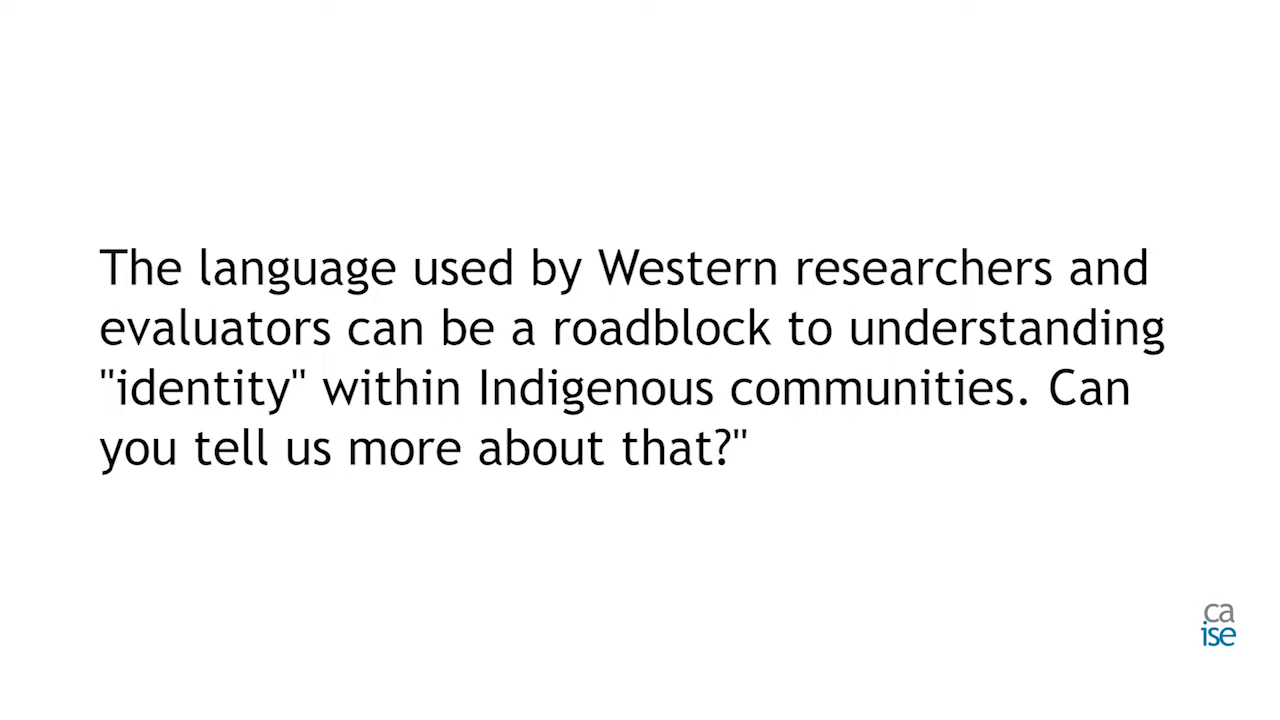 The language used by Western researchers and
evaluators can be a roadblock to understanding
"identity" within Indigenous communities. Can
you tell us more about that?"
ca
ise